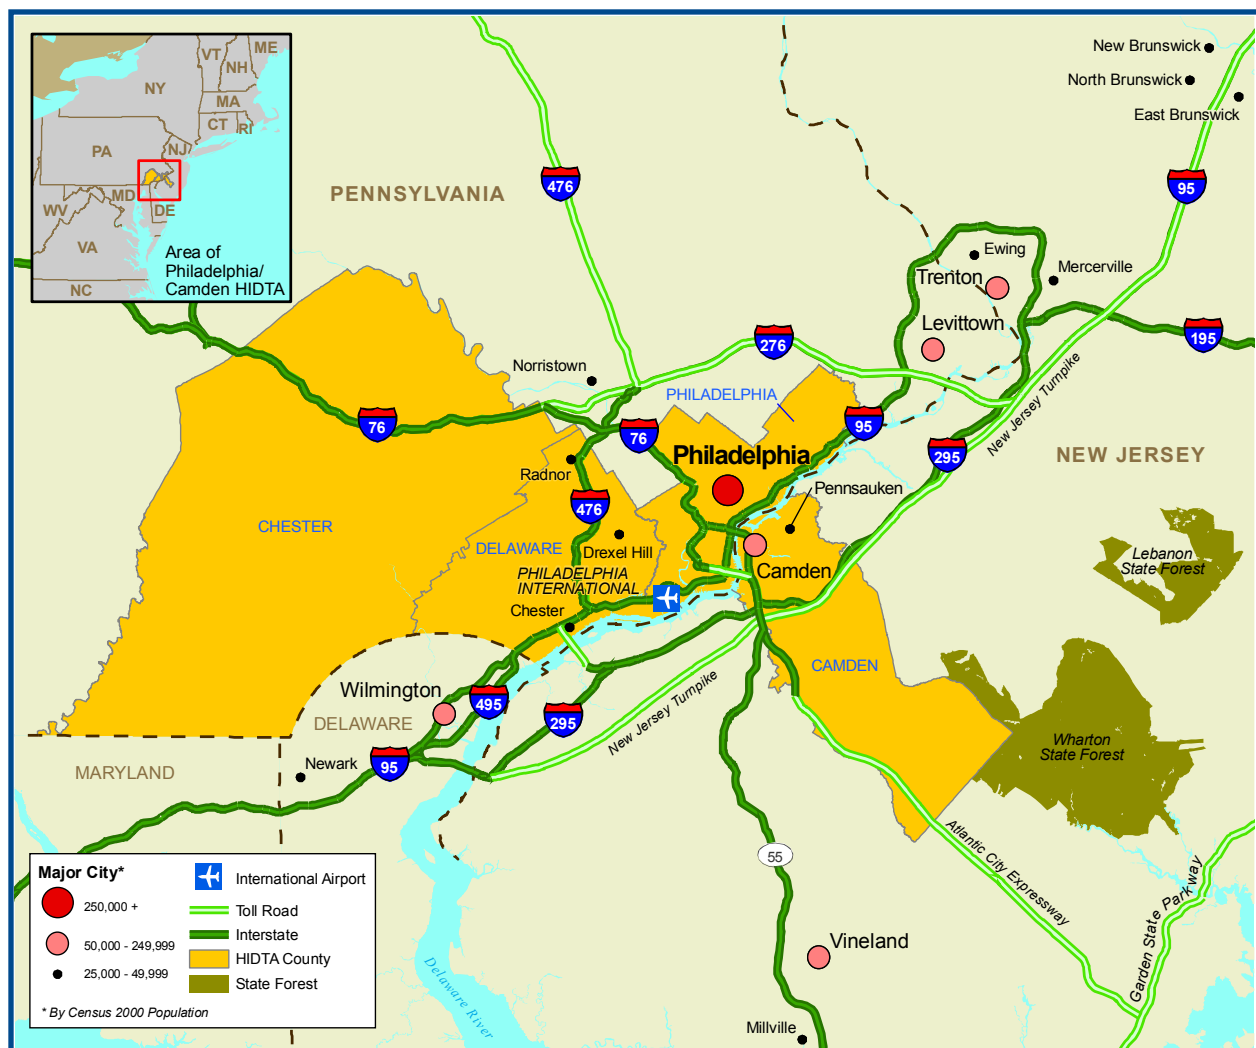 VT
ME
NH
NY
MA
CT
RI
PA
NJ
MD
WV
DE
VA
NC
Area of
Philadelphia/
Camden HIDTA
New Brunswick
North Brunswick
East Brunswick
PENNSYLVANIA
476
95
Ewing
Trenton
Mercerville
Levittown
276
195
Norristown
PHILADELPHIA
New Jersey Turnpike
76
76
95
295
Philadelphia
NEW JERSEY
Radnor
Pennsauken
476
CHESTER
DELAWARE
Drexel Hill
PHILADELPHIA
INTERNATIONAL
Camden
Lebanon
State Forest
Chester
CAMDEN
Wilmington
DELAWARE
495
295
New Jersey Turnpike
Wharton
State Forest
MARYLAND
Newark
95
55
Atlantic City Expressway
Garden State Parkway
Vineland
Delaware River
Millville
Major City*
250,000 +
50,000 - 249,999
25,000 - 49,999
International Airport
Toll Road
Interstate
HIDTA County
State Forest
* By Census 2000 Population